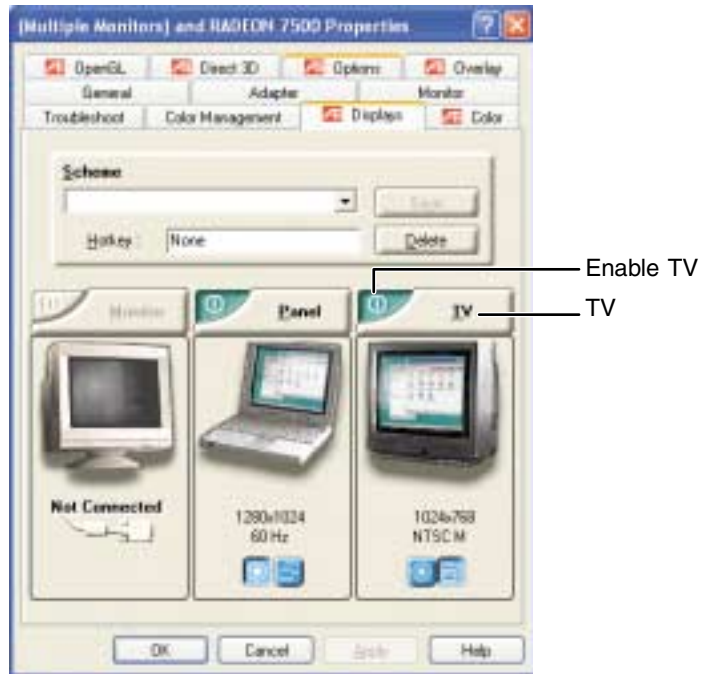 (Multiple Monitors) and RADEON 7500 Properties
OpenGL Direct 3D Options Overlay
General Adapter Monitor
Troubleshoot Color Management Displays Color
Scheme
Save
Hotkey: None Delete
Enable TV
Monitor Panel TV
TV
Not Connected
1280x1024
60 Hz
1024x768
NTSC M
OK Cancel Apply Help